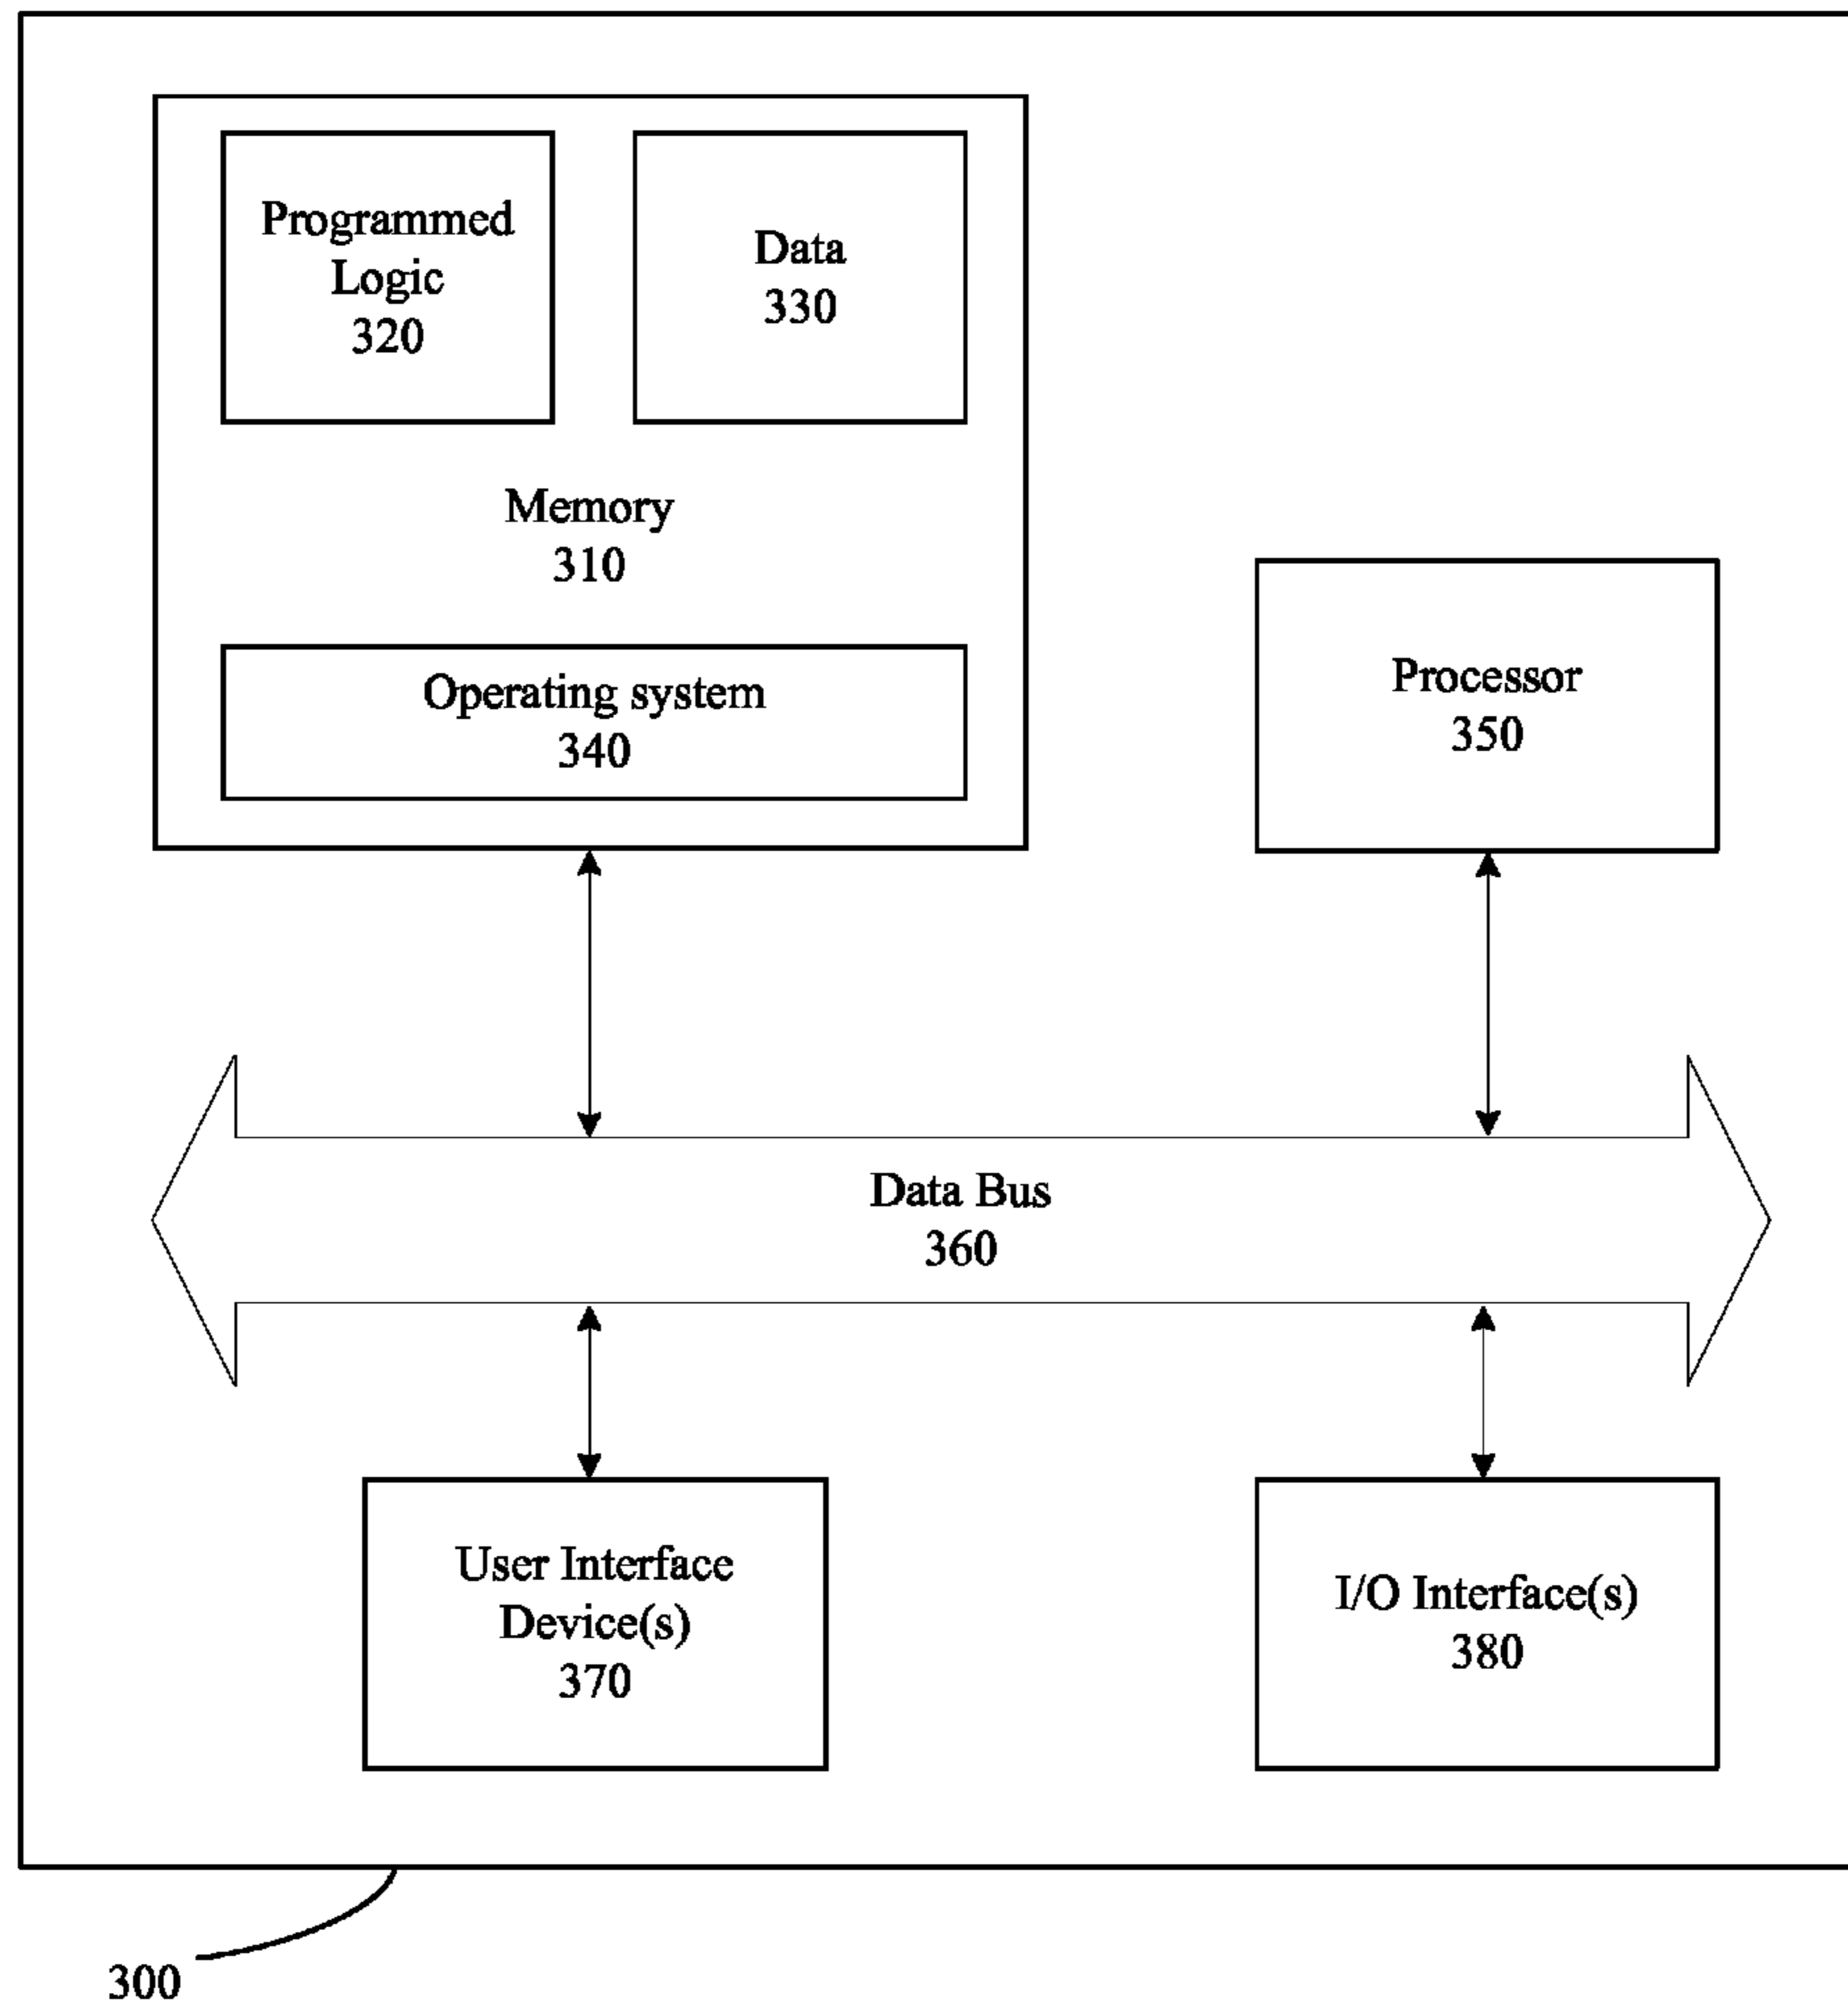 Programmed
Logic
320
Data
330
Memory
310
Operating system
340
Processor
350
Data Bus
360
User Interface
Device(s)
370
I/O Interface(s)
380
300